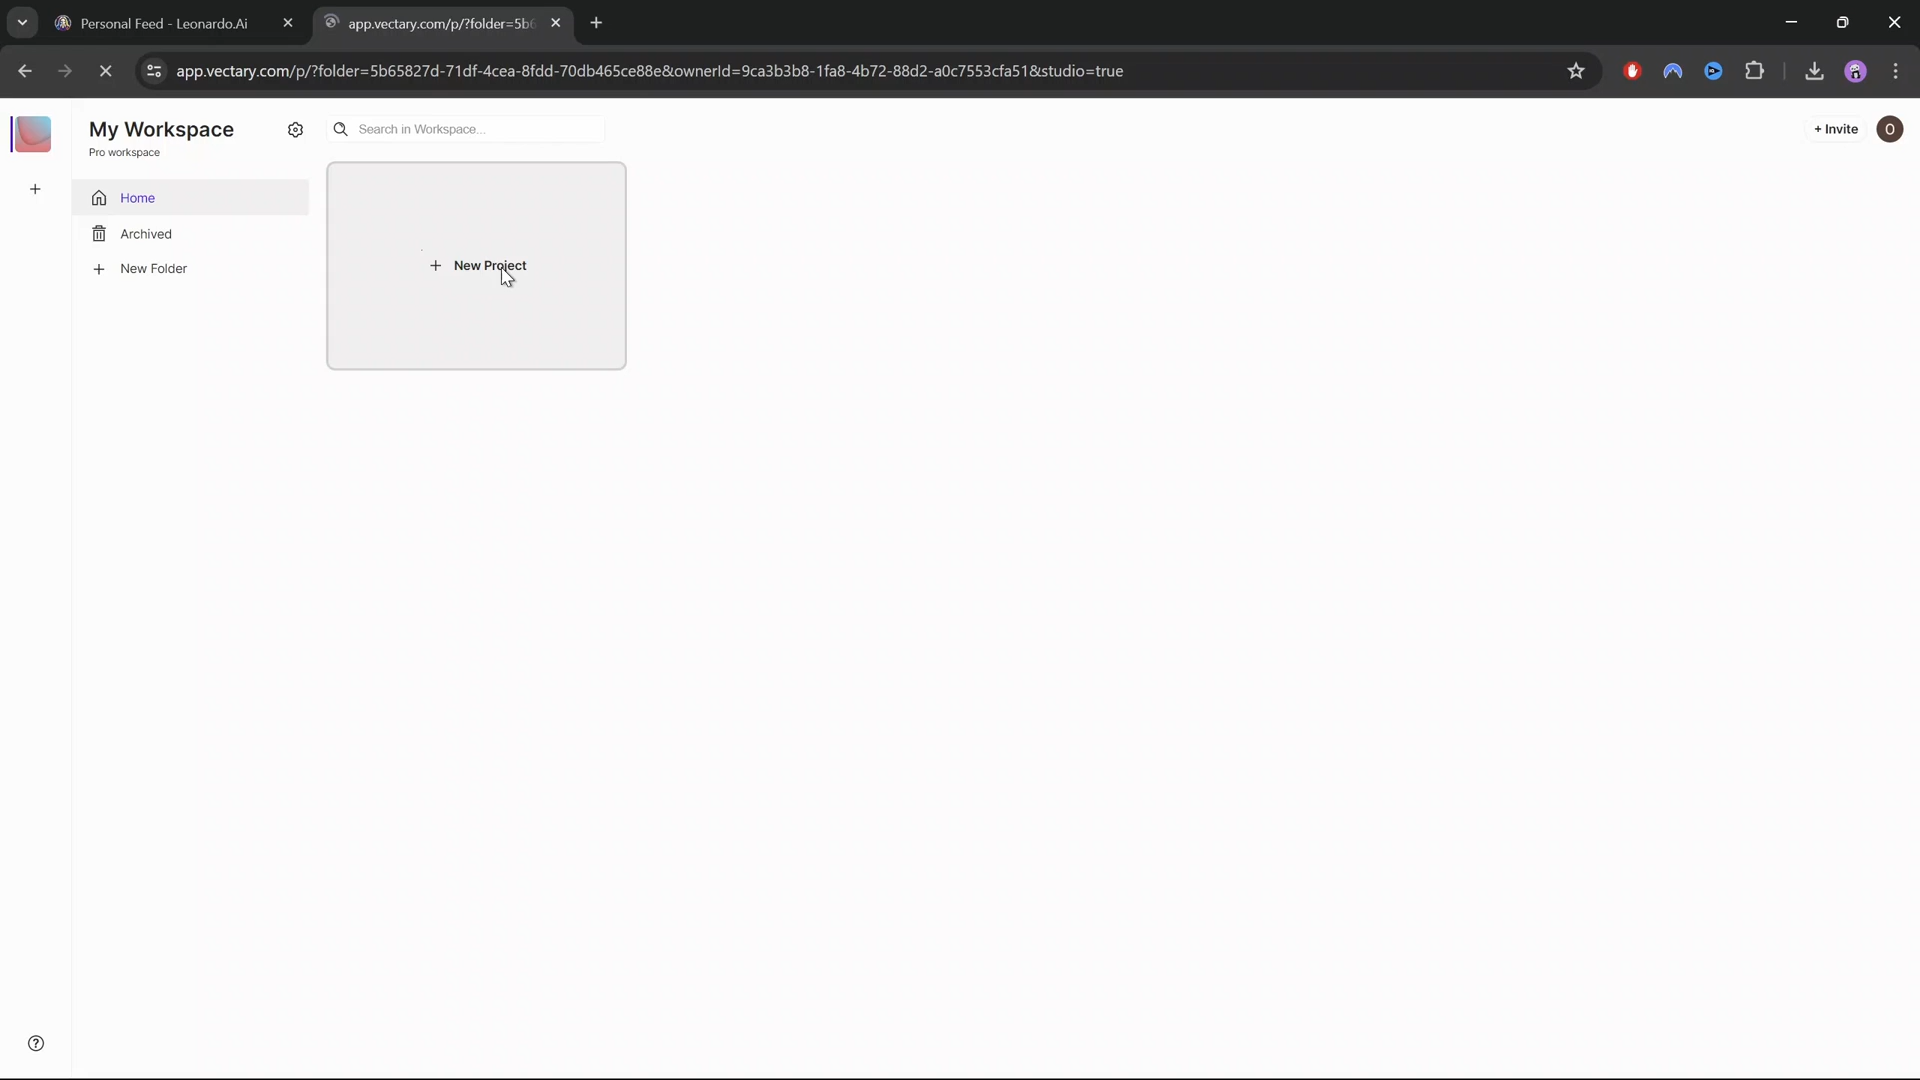 Personal Feed - Leonardo.Ai
app.vectary.com/p/?folder=5b6
app.vectary.com/p/?folder=5b65827d-71df-4cea-8fdd-70db465ce88e&ownerId=9ca3b3b8-1fa8-4b72-88d2-a0c7553cfa51&studio=true
My Workspace
Search in Workspace...
+ Invite
O
Pro workspace
Home
Archived
New Folder
New Project